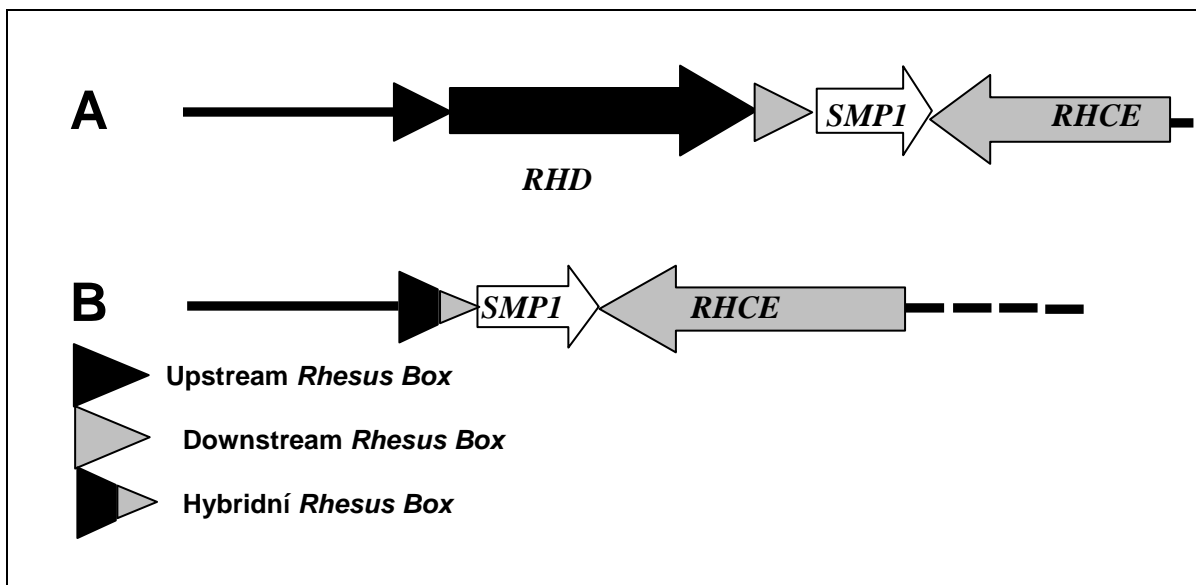 A
SMP1
RHCE
RHD
B
SMP1
RHCE
Upstream Rhesus Box
Downstream Rhesus Box
Hybridní Rhesus Box